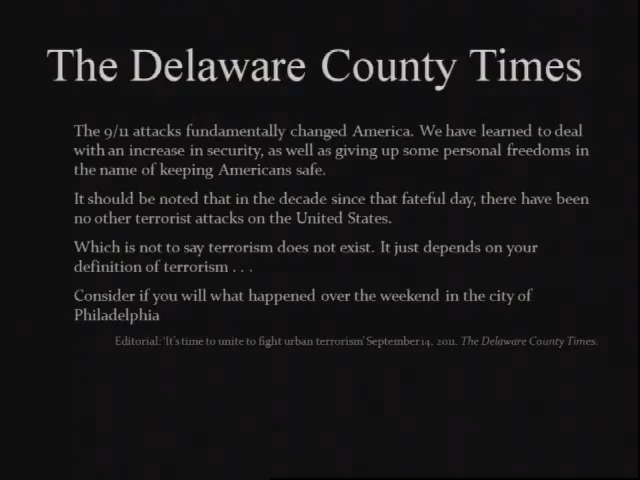 The Delaware County Times
The 9/11 attacks fundamentally changed America. We have learned to deal
with an increase in security, as well as giving up some personal freedoms in
the name of keeping Americans safe.
It should be noted that in the decade since that fateful day, there have been
no other terrorist attacks on the United States.
Which is not to say terrorism does not exist. It just depends on your
definition of terrorism . . .
Consider if you will what happened over the weekend in the city of
Philadelphia
Editorial: ‘It’s time to unite to fight urban terrorism’ September 14, 2011. The Delaware County Times.